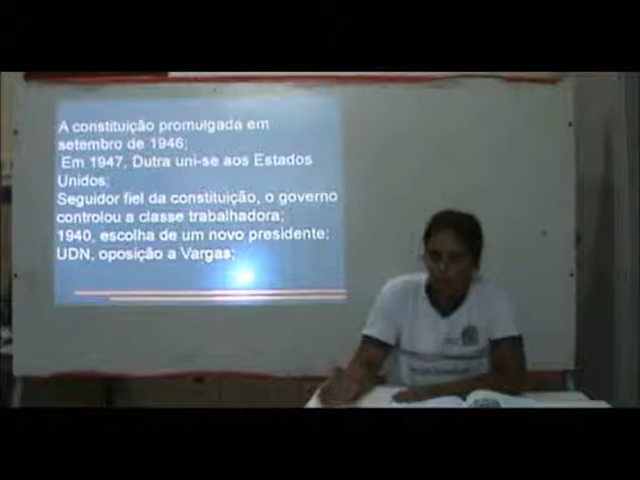 A constituição promulgada em
setembro de 1946;
Em 1947, Dutra uni-se aos Estados
Unidos;
Seguidor fiel da constituição, o governo
controlou a classe trabalhadora;
1940, escolha de um novo presidente;
UDN, oposição a Vargas;